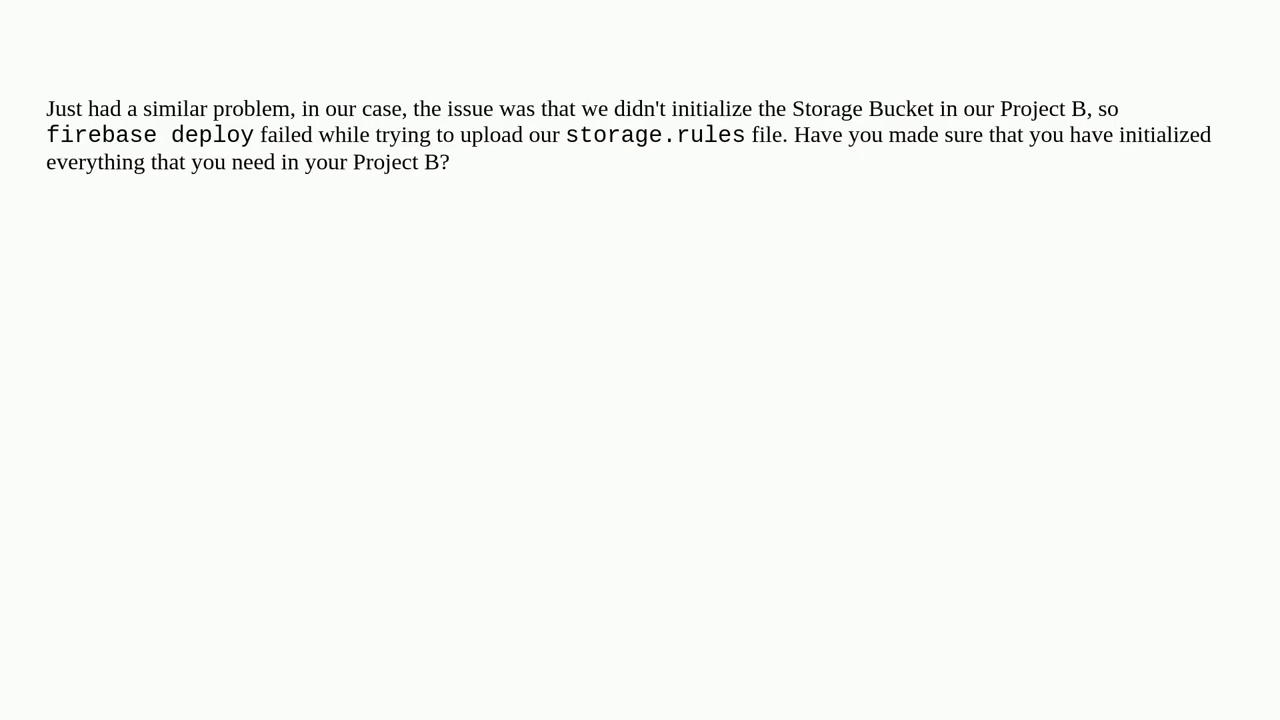 Just had a similar problem, in our case, the issue was that we didn't initialize the Storage Bucket in our Project B, so
firebase deploy failed while trying to upload our storage.rules file. Have you made sure that you have initialized
everything that you need in your Project B?